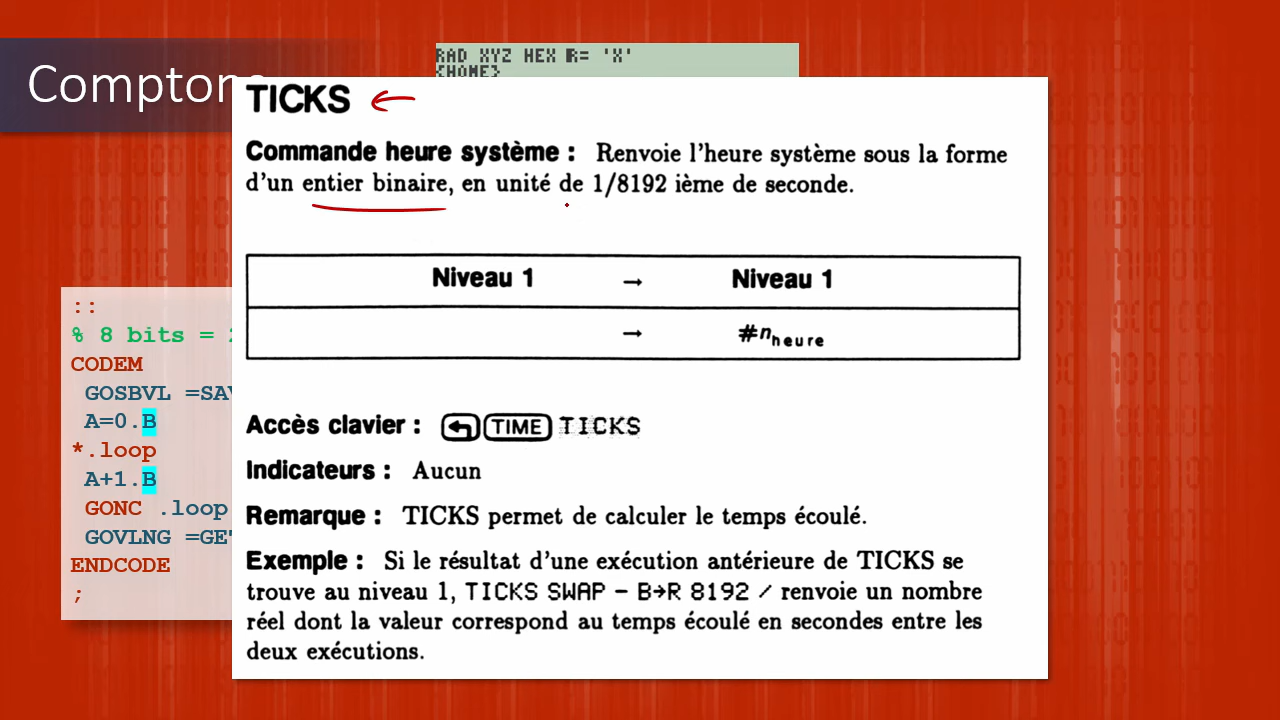 RAD XYZ HEX R= 'X'
{HOME}
Comptons
TICKS
Commande heure système : Renvoie l'heure système sous la forme
d'un entier binaire, en unité de 1/8192 ième de seconde.
Niveau 1 → Niveau 1
→ #n heure
Accès clavier : TIME TICKS
Indicateurs : Aucun
Remarque : TICKS permet de calculer le temps écoulé.
Exemple : Si le résultat d'une exécution antérieure de TICKS se
trouve au niveau 1, TICKS SWAP - B→R 8192 / renvoie un nombre
réel dont la valeur correspond au temps écoulé en secondes entre les
deux exécutions.
::
% 8 bits =
CODEM
GOSBVL =SAV
A=0.B
*.loop
A+1.B
GONC .loop
GOVLNG =GE
ENDCODE
;